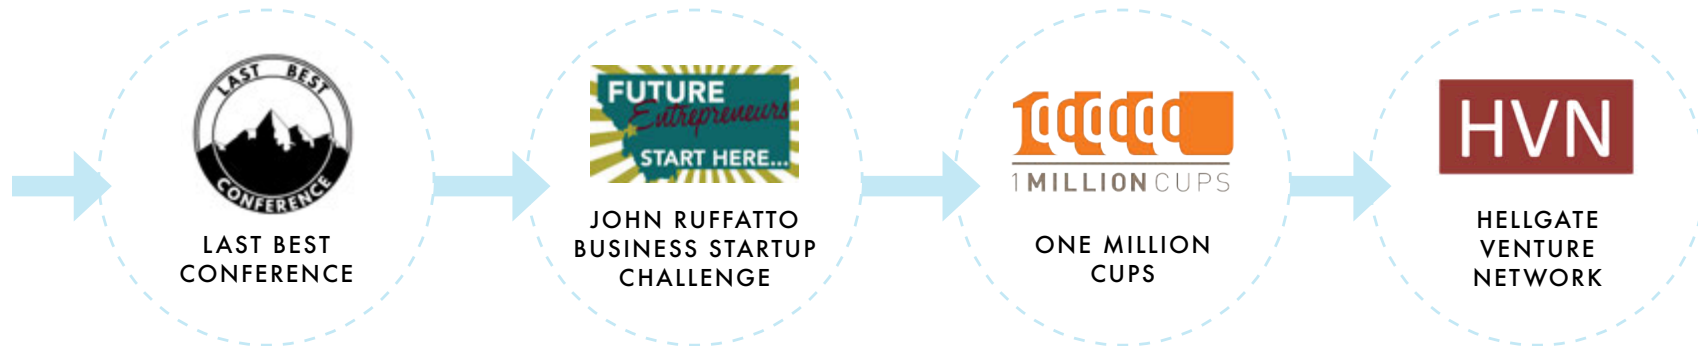 LAST BEST
CONFERENCE
LAST BEST
CONFERENCE
FUTURE
Entrepreneurs
START HERE...
JOHN RUFFATTO
BUSINESS STARTUP
CHALLENGE
1 MILLION CUPS
ONE MILLION
CUPS
HVN
HELLGATE
VENTURE
NETWORK